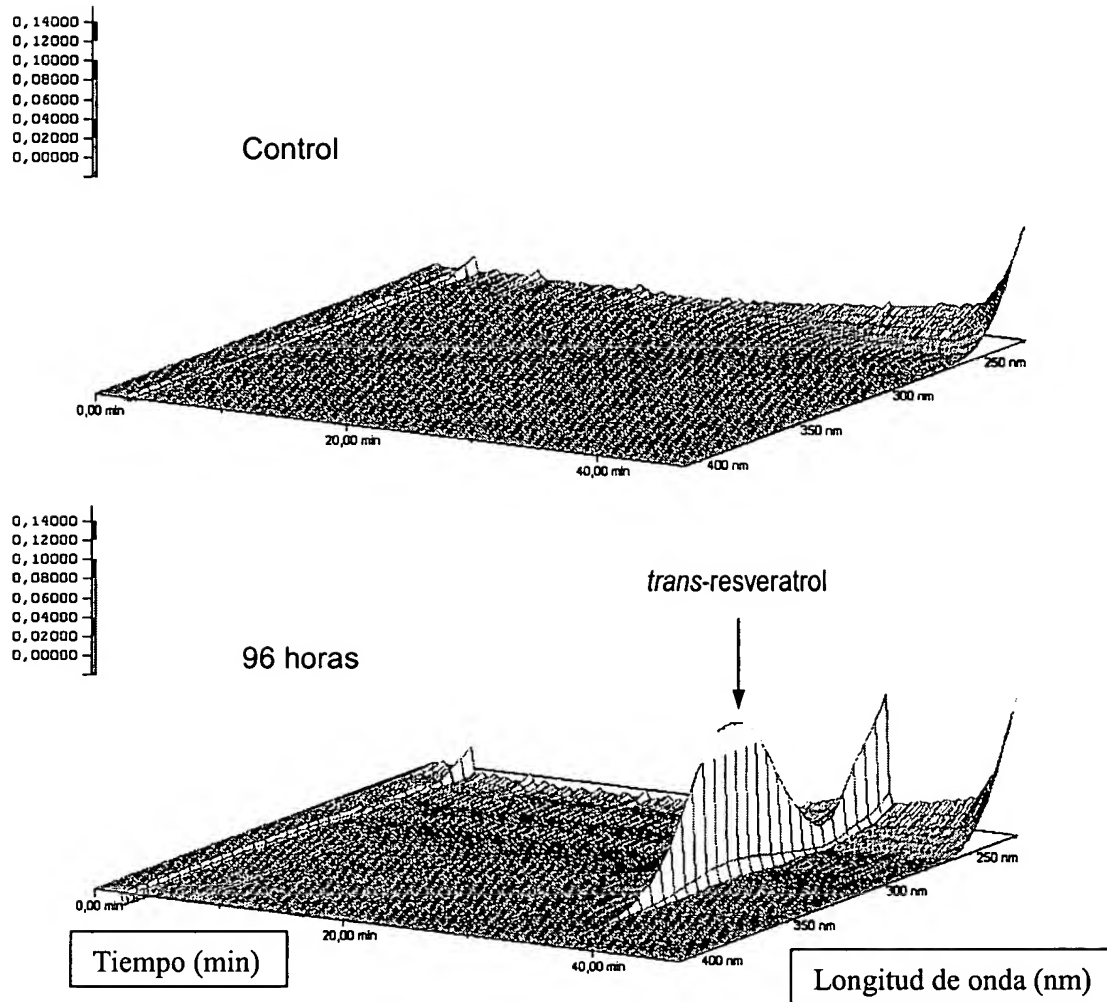 0,14000
0,12000
0,10000
0,08000
0,06000
0,04000
0,02000
0,00000
Control
250 nm
300 nm
350 nm
400 nm
0,00 min
20,00 min
40,00 min
0,14000
0,12000
0,10000
0,08000
0,06000
0,04000
0,02000
0,00000
trans-resveratrol
96 horas
250 nm
300 nm
350 nm
400 nm
0,00 min
20,00 min
40,00 min
Tiempo (min)
Longitud de onda (nm)